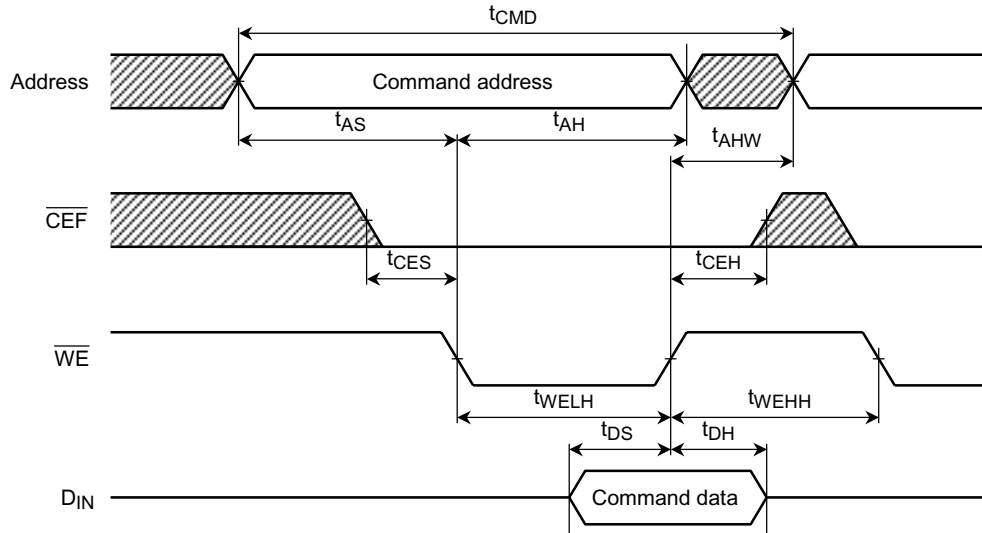 tCMD
Address
Command address
tAS
tAH
tAHW
CEF
tCES
tCEH
WE
tWELH
tWEHH
tDS
tDH
DIN
Command data